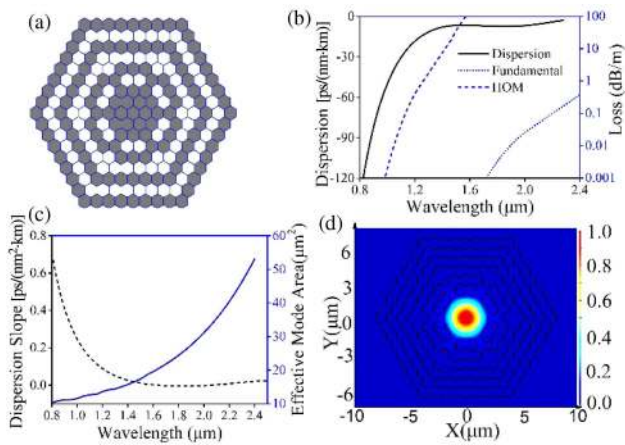 (a)
(b)
Dispersion [ps/(nm·km)]
0
-30
-60
-90
-120
Dispersion
Fundamental
HOM
100
10
1
0.1
0.01
0.001
Loss (dB/m)
0.8 1.2 1.6 2.0 2.4
Wavelength (μm)
(c)
Dispersion Slope [ps/(nm²·km)]
0.8
0.6
0.4
0.2
0.0
60
50
40
30
20
10
Effective Mode Area(μm²)
0.8 1.0 1.2 1.4 1.6 1.8 2.0 2.2 2.4
Wavelength (μm)
(d)
Y(μm)
8
6
3
0
-3
-6
-10 -5 0 5 10
X(μm)
1.0
0.8
0.6
0.4
0.2
0.0